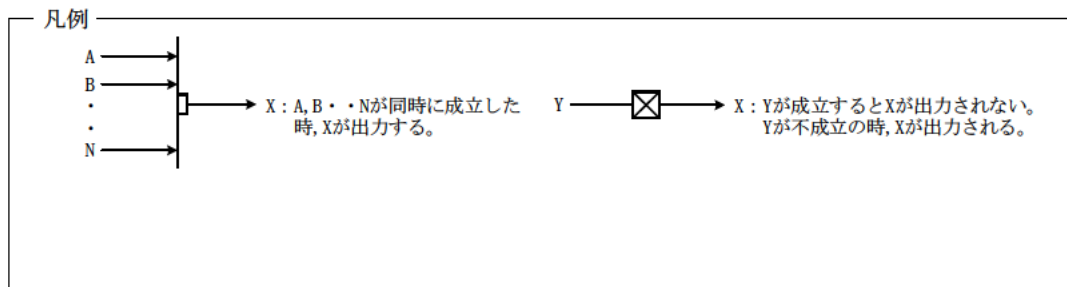 凡例
A
B
・
・
N
X：A,B・・Nが同時に成立した
時,Xが出力する。
Y
X：Yが成立するとXが出力されない。
Yが不成立の時,Xが出力される。